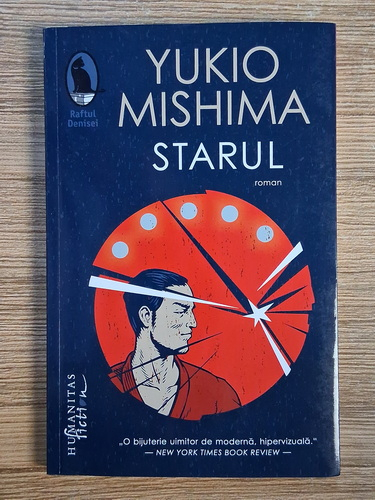 Raftul
Denisei
YUKIO
MISHIMA
STARUL
roman
HUMANITAS
fiction
„O bijuterie uimitor de modernă, hipervizuală.“
— NEW YORK TIMES BOOK REVIEW —